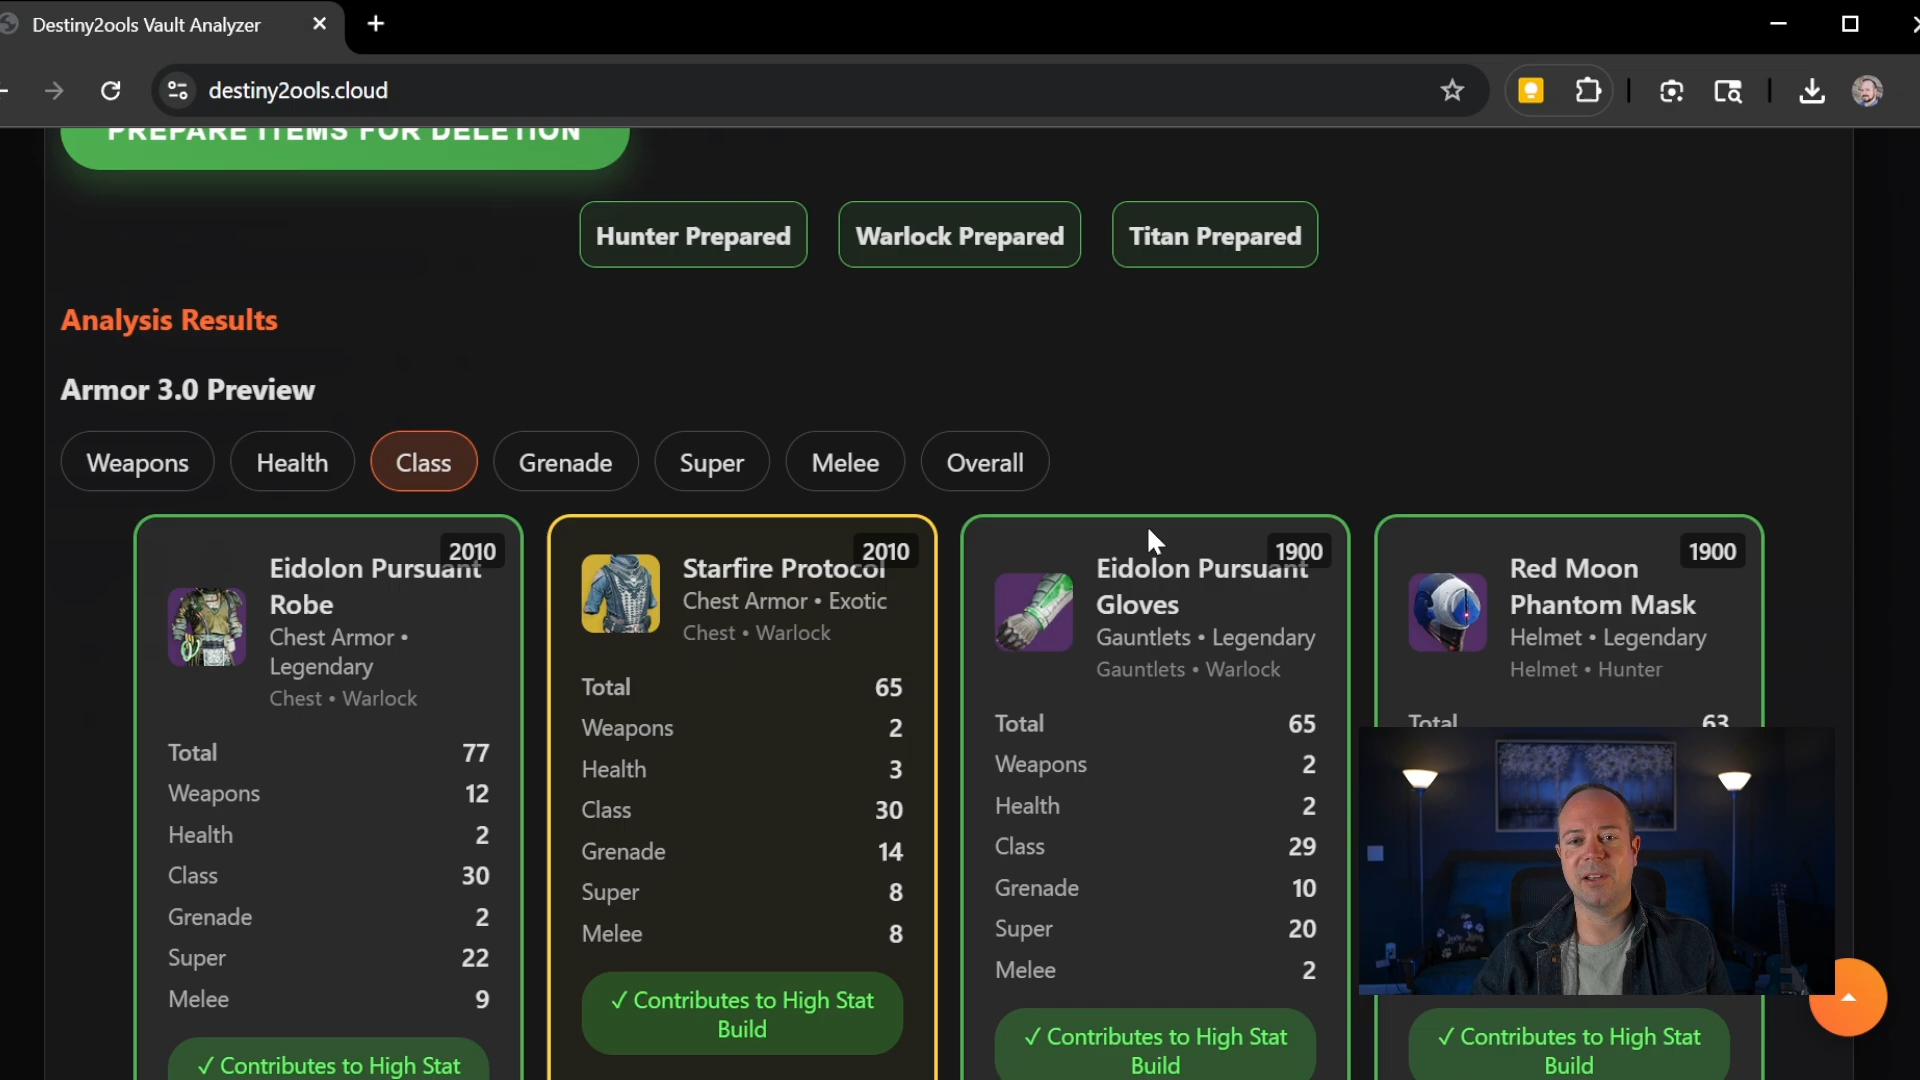 Destiny2ools Vault Analyzer
destiny2ools.cloud
PREPARE ITEMS FOR DELETION
Hunter Prepared
Warlock Prepared
Titan Prepared
Analysis Results
Armor 3.0 Preview
Weapons
Health
Class
Grenade
Super
Melee
Overall
2010
Eidolon Pursuant
Robe
Chest Armor •
Legendary
Chest • Warlock
Total 77
Weapons 12
Health 2
Class 30
Grenade 2
Super 22
Melee 9
✓ Contributes to High Stat
2010
Starfire Protocol
Chest Armor • Exotic
Chest • Warlock
Total 65
Weapons 2
Health 3
Class 30
Grenade 14
Super 8
Melee 8
✓ Contributes to High Stat
Build
1900
Eidolon Pursuant
Gloves
Gauntlets • Legendary
Gauntlets • Warlock
Total 65
Weapons 2
Health 2
Class 29
Grenade 10
Super 20
Melee 2
✓ Contributes to High Stat
Build
1900
Red Moon
Phantom Mask
Helmet • Legendary
Helmet • Hunter
Total 63
✓ Contributes to High Stat
Build